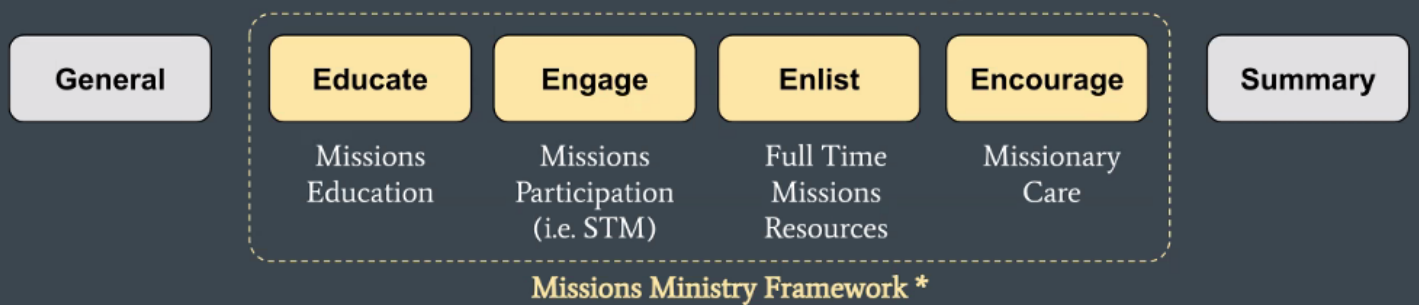 General
Educate
Engage
Enlist
Encourage
Summary
Missions
Education
Missions
Participation
(i.e. STM)
Full Time
Missions
Resources
Missionary
Care
Missions Ministry Framework *